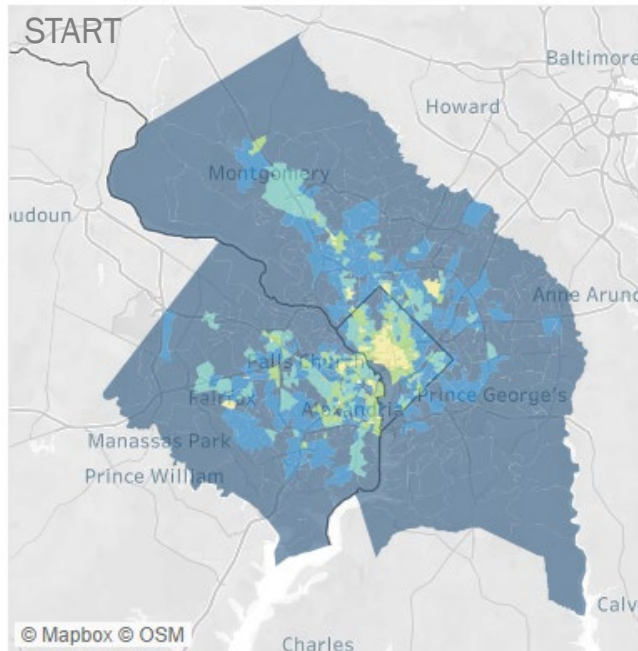 START
Baltimore
Howard
Montgomery
oudoun
Anne Arund
Falls Church
Fairfax
Alexandria
Prince George's
Manassas Park
Prince William
Calv
© Mapbox © OSM
Charles